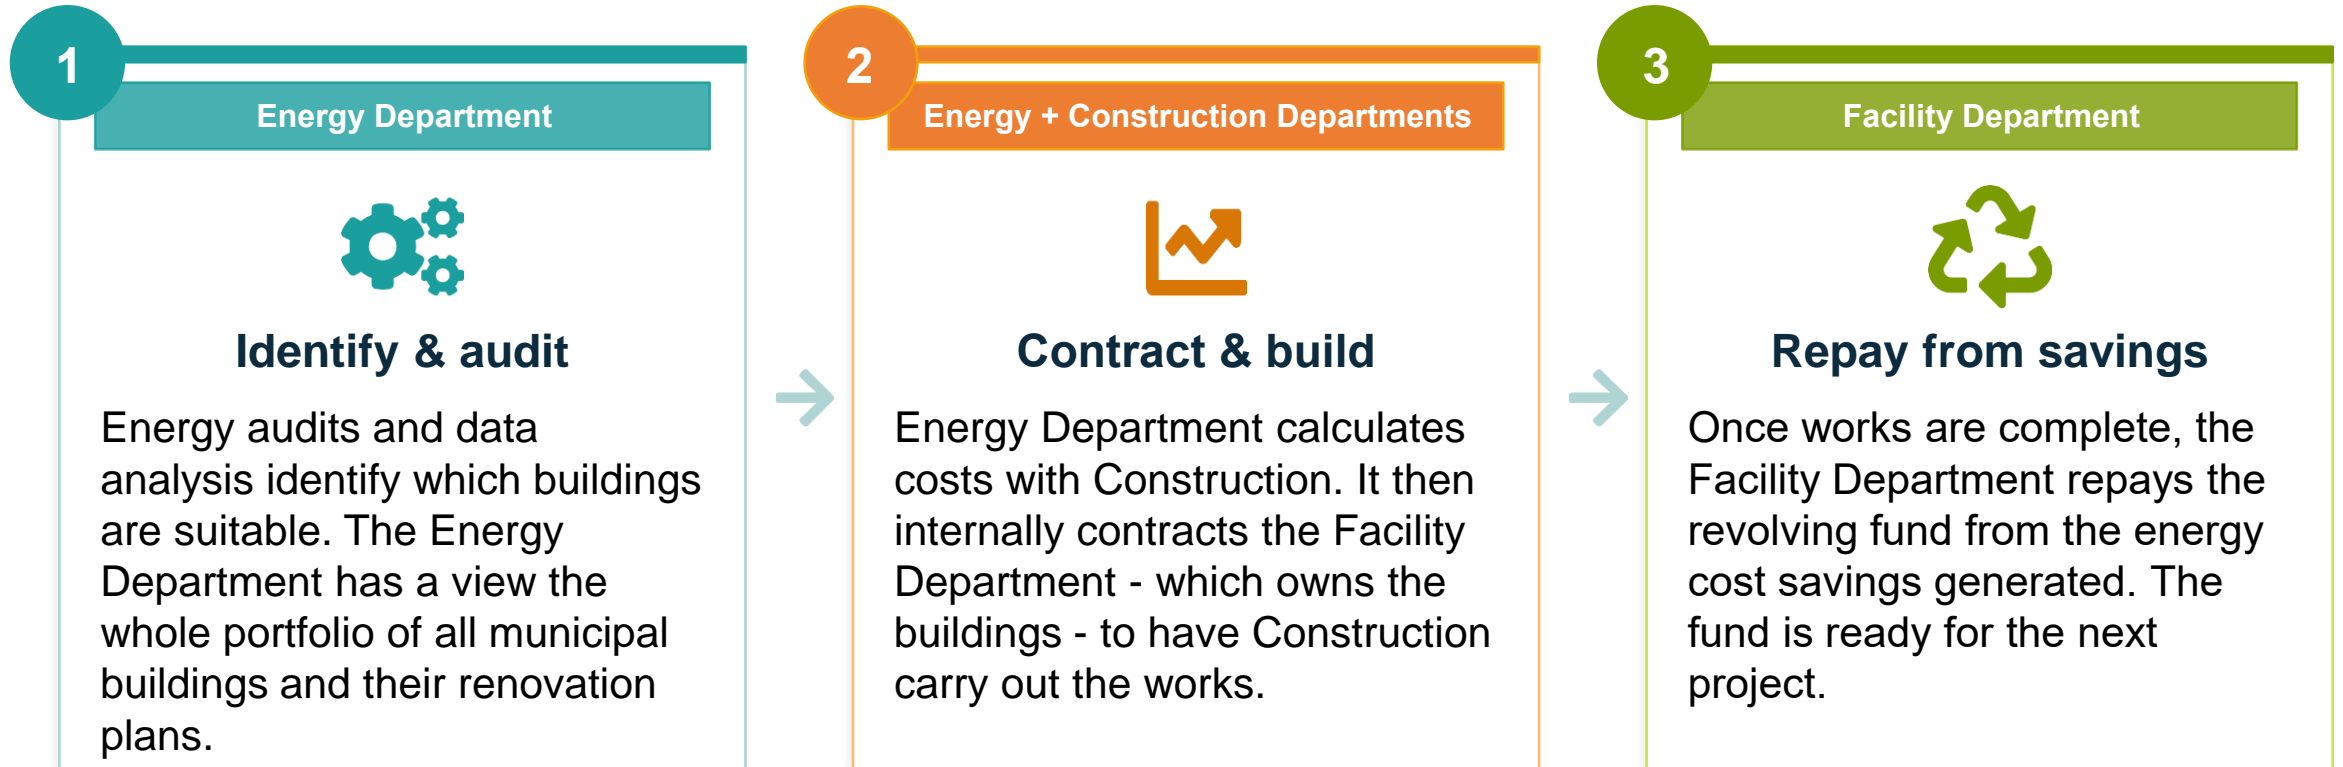 1
Energy Department
Identify & audit
Energy audits and data
analysis identify which buildings
are suitable. The Energy
Department has a view the
whole portfolio of all municipal
buildings and their renovation
plans.
2
Energy + Construction Departments
Contract & build
Energy Department calculates
costs with Construction. It then
internally contracts the Facility
Department - which owns the
buildings - to have Construction
carry out the works.
3
Facility Department
Repay from savings
Once works are complete, the
Facility Department repays the
revolving fund from the energy
cost savings generated. The
fund is ready for the next
project.